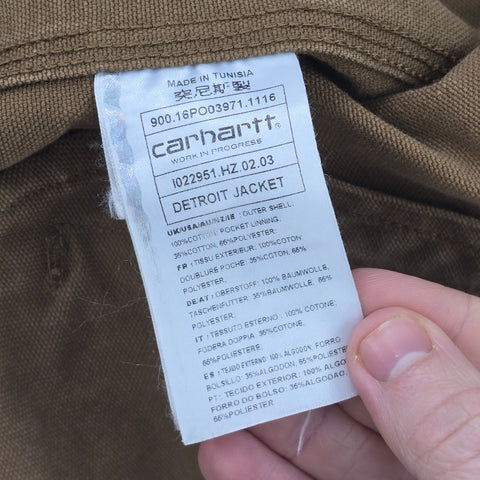 MADE IN TUNISIA
突尼斯製
900.16PO03971.1116
carhartt®
WORK IN PROGRESS
I022951.HZ.02.03
DETROIT JACKET
UK/USA/AU/NZ/IE : OUTER SHELL:
100%COTTON, POCKET LINNING:
35%COTTON, 65%POLYESTER;
FR : TISSU EXTERIEUR: 100%COTON
DOUBLURE POCHE: 35%COTON, 65%
POLYESTER;
DE/AT : OBERSTOFF: 100% BAUMWOLLE,
TASCHENFUTTER: 35%BAUMWOLLE, 65%
POLYESTER;
IT : TESSUTO ESTERNO : 100% COTONE;
FODERA DOPPIA: 35%COTONE,
65%POLIESTERE;
ES : TEJIDO EXTERNO: 100% ALGODON, FORRO
BOLSILLO: 35%ALGODON, 65%POLIESTER
PT: TECIDO EXTERIOR: 100% ALGODAO
FORRO DO BOLSO: 35%ALGODAO,
65%POLIESTER